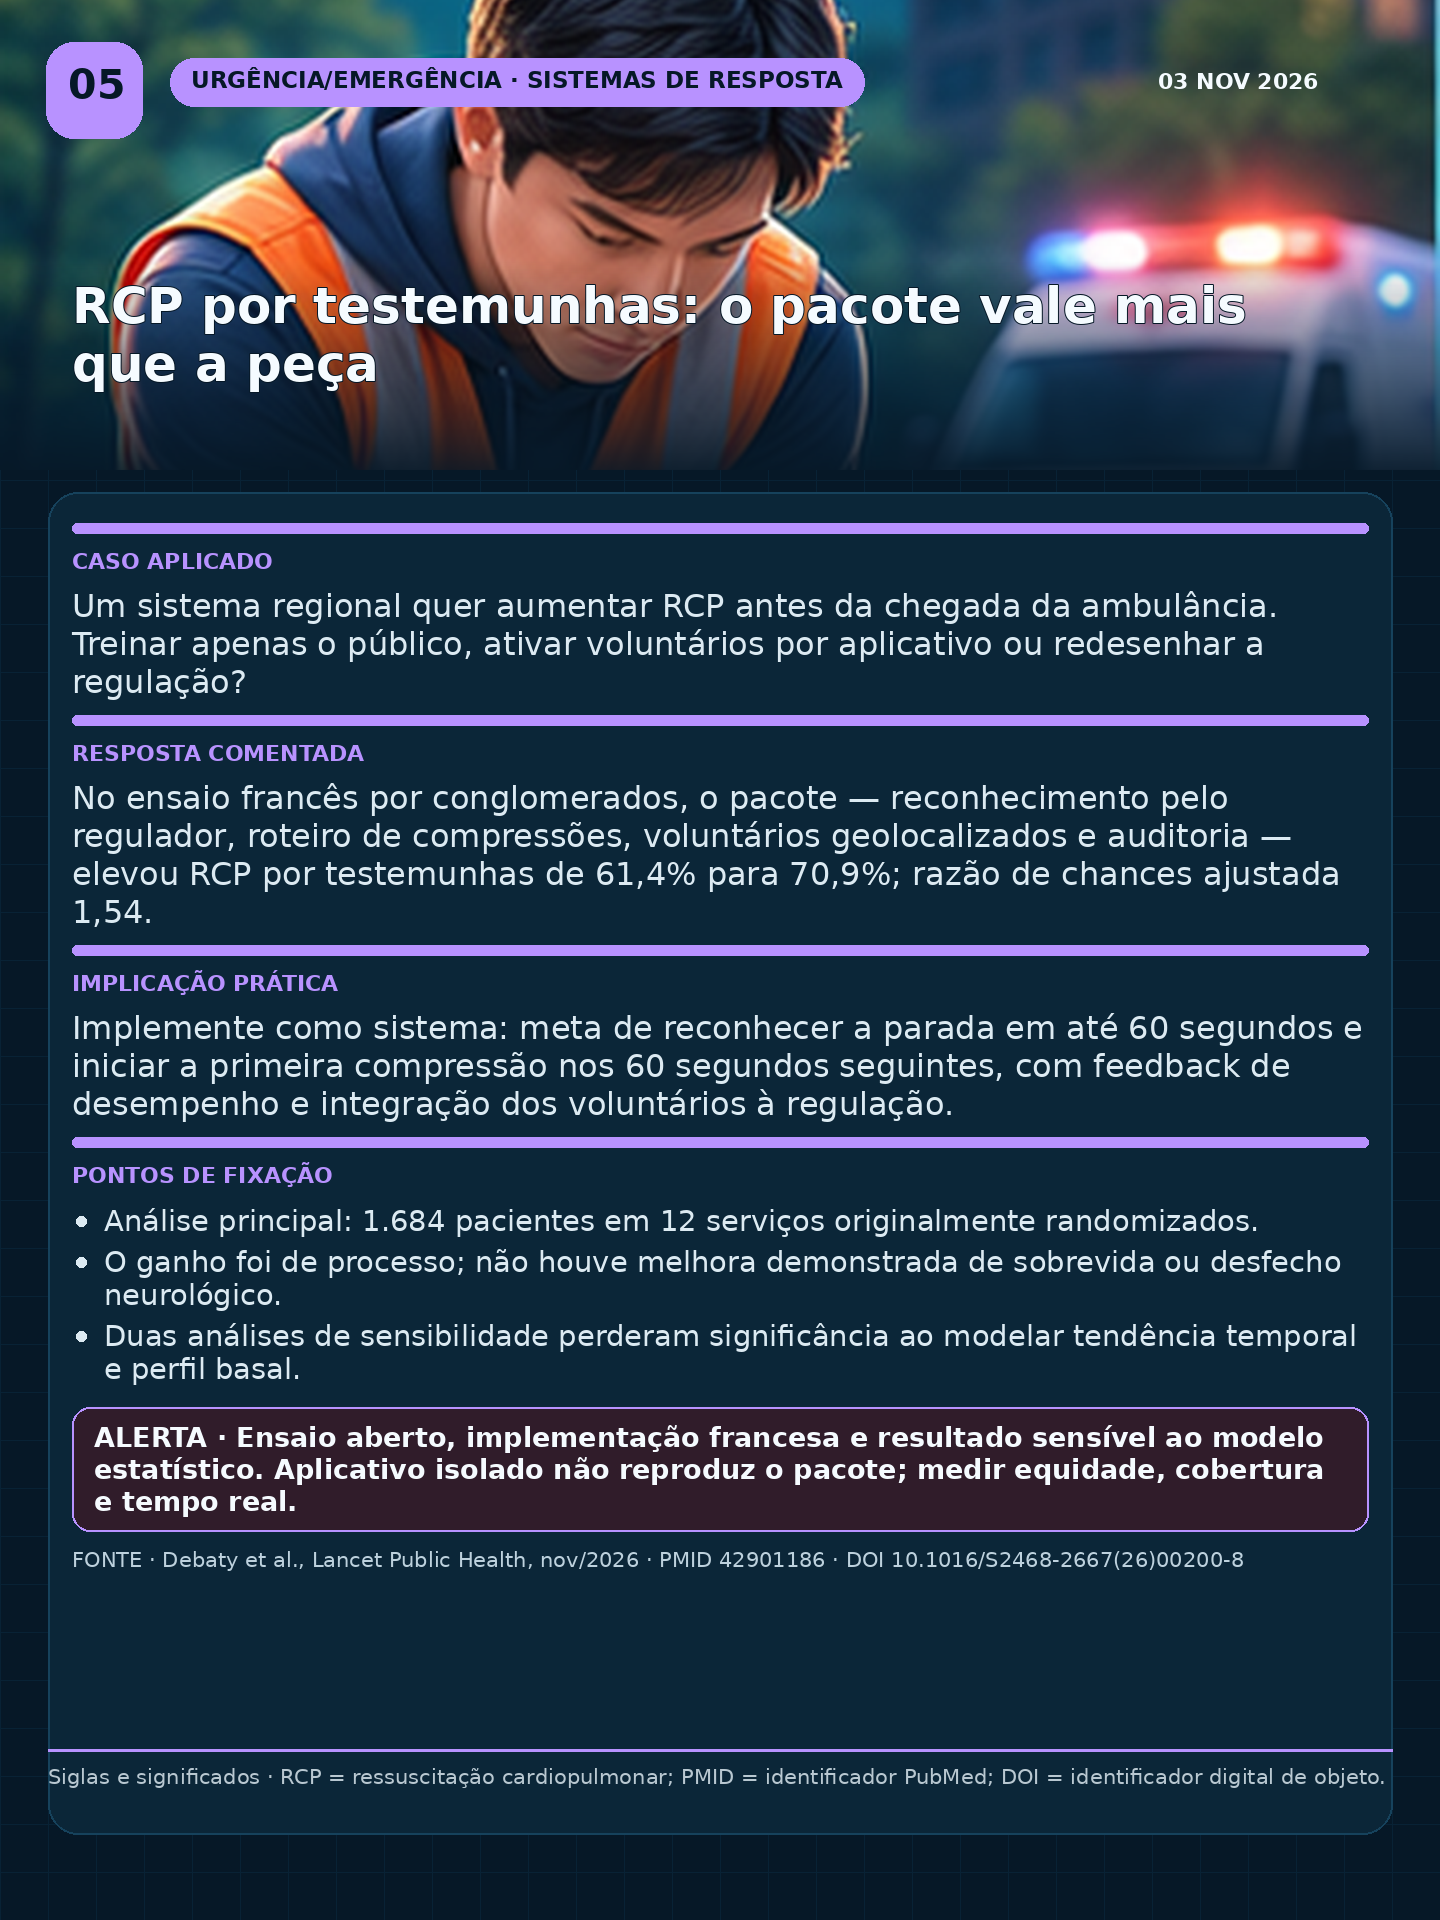 05
URGÊNCIA/EMERGÊNCIA · SISTEMAS DE RESPOSTA
03 NOV 2026
RCP por testemunhas: o pacote vale mais
que a peça
CASO APLICADO
Um sistema regional quer aumentar RCP antes da chegada da ambulância.
Treinar apenas o público, ativar voluntários por aplicativo ou redesenhar a
regulação?
RESPOSTA COMENTADA
No ensaio francês por conglomerados, o pacote — reconhecimento pelo
regulador, roteiro de compressões, voluntários geolocalizados e auditoria —
elevou RCP por testemunhas de 61,4% para 70,9%; razão de chances ajustada
1,54.
IMPLICAÇÃO PRÁTICA
Implemente como sistema: meta de reconhecer a parada em até 60 segundos e
iniciar a primeira compressão nos 60 segundos seguintes, com feedback de
desempenho e integração dos voluntários à regulação.
PONTOS DE FIXAÇÃO
• Análise principal: 1.684 pacientes em 12 serviços originalmente randomizados.
• O ganho foi de processo; não houve melhora demonstrada de sobrevida ou desfecho
neurológico.
• Duas análises de sensibilidade perderam significância ao modelar tendência temporal
e perfil basal.
ALERTA · Ensaio aberto, implementação francesa e resultado sensível ao modelo
estatístico. Aplicativo isolado não reproduz o pacote; medir equidade, cobertura
e tempo real.
FONTE · Debaty et al., Lancet Public Health, nov/2026 · PMID 42901186 · DOI 10.1016/S2468-2667(26)00200-8
Siglas e significados · RCP = ressuscitação cardiopulmonar; PMID = identificador PubMed; DOI = identificador digital de objeto.